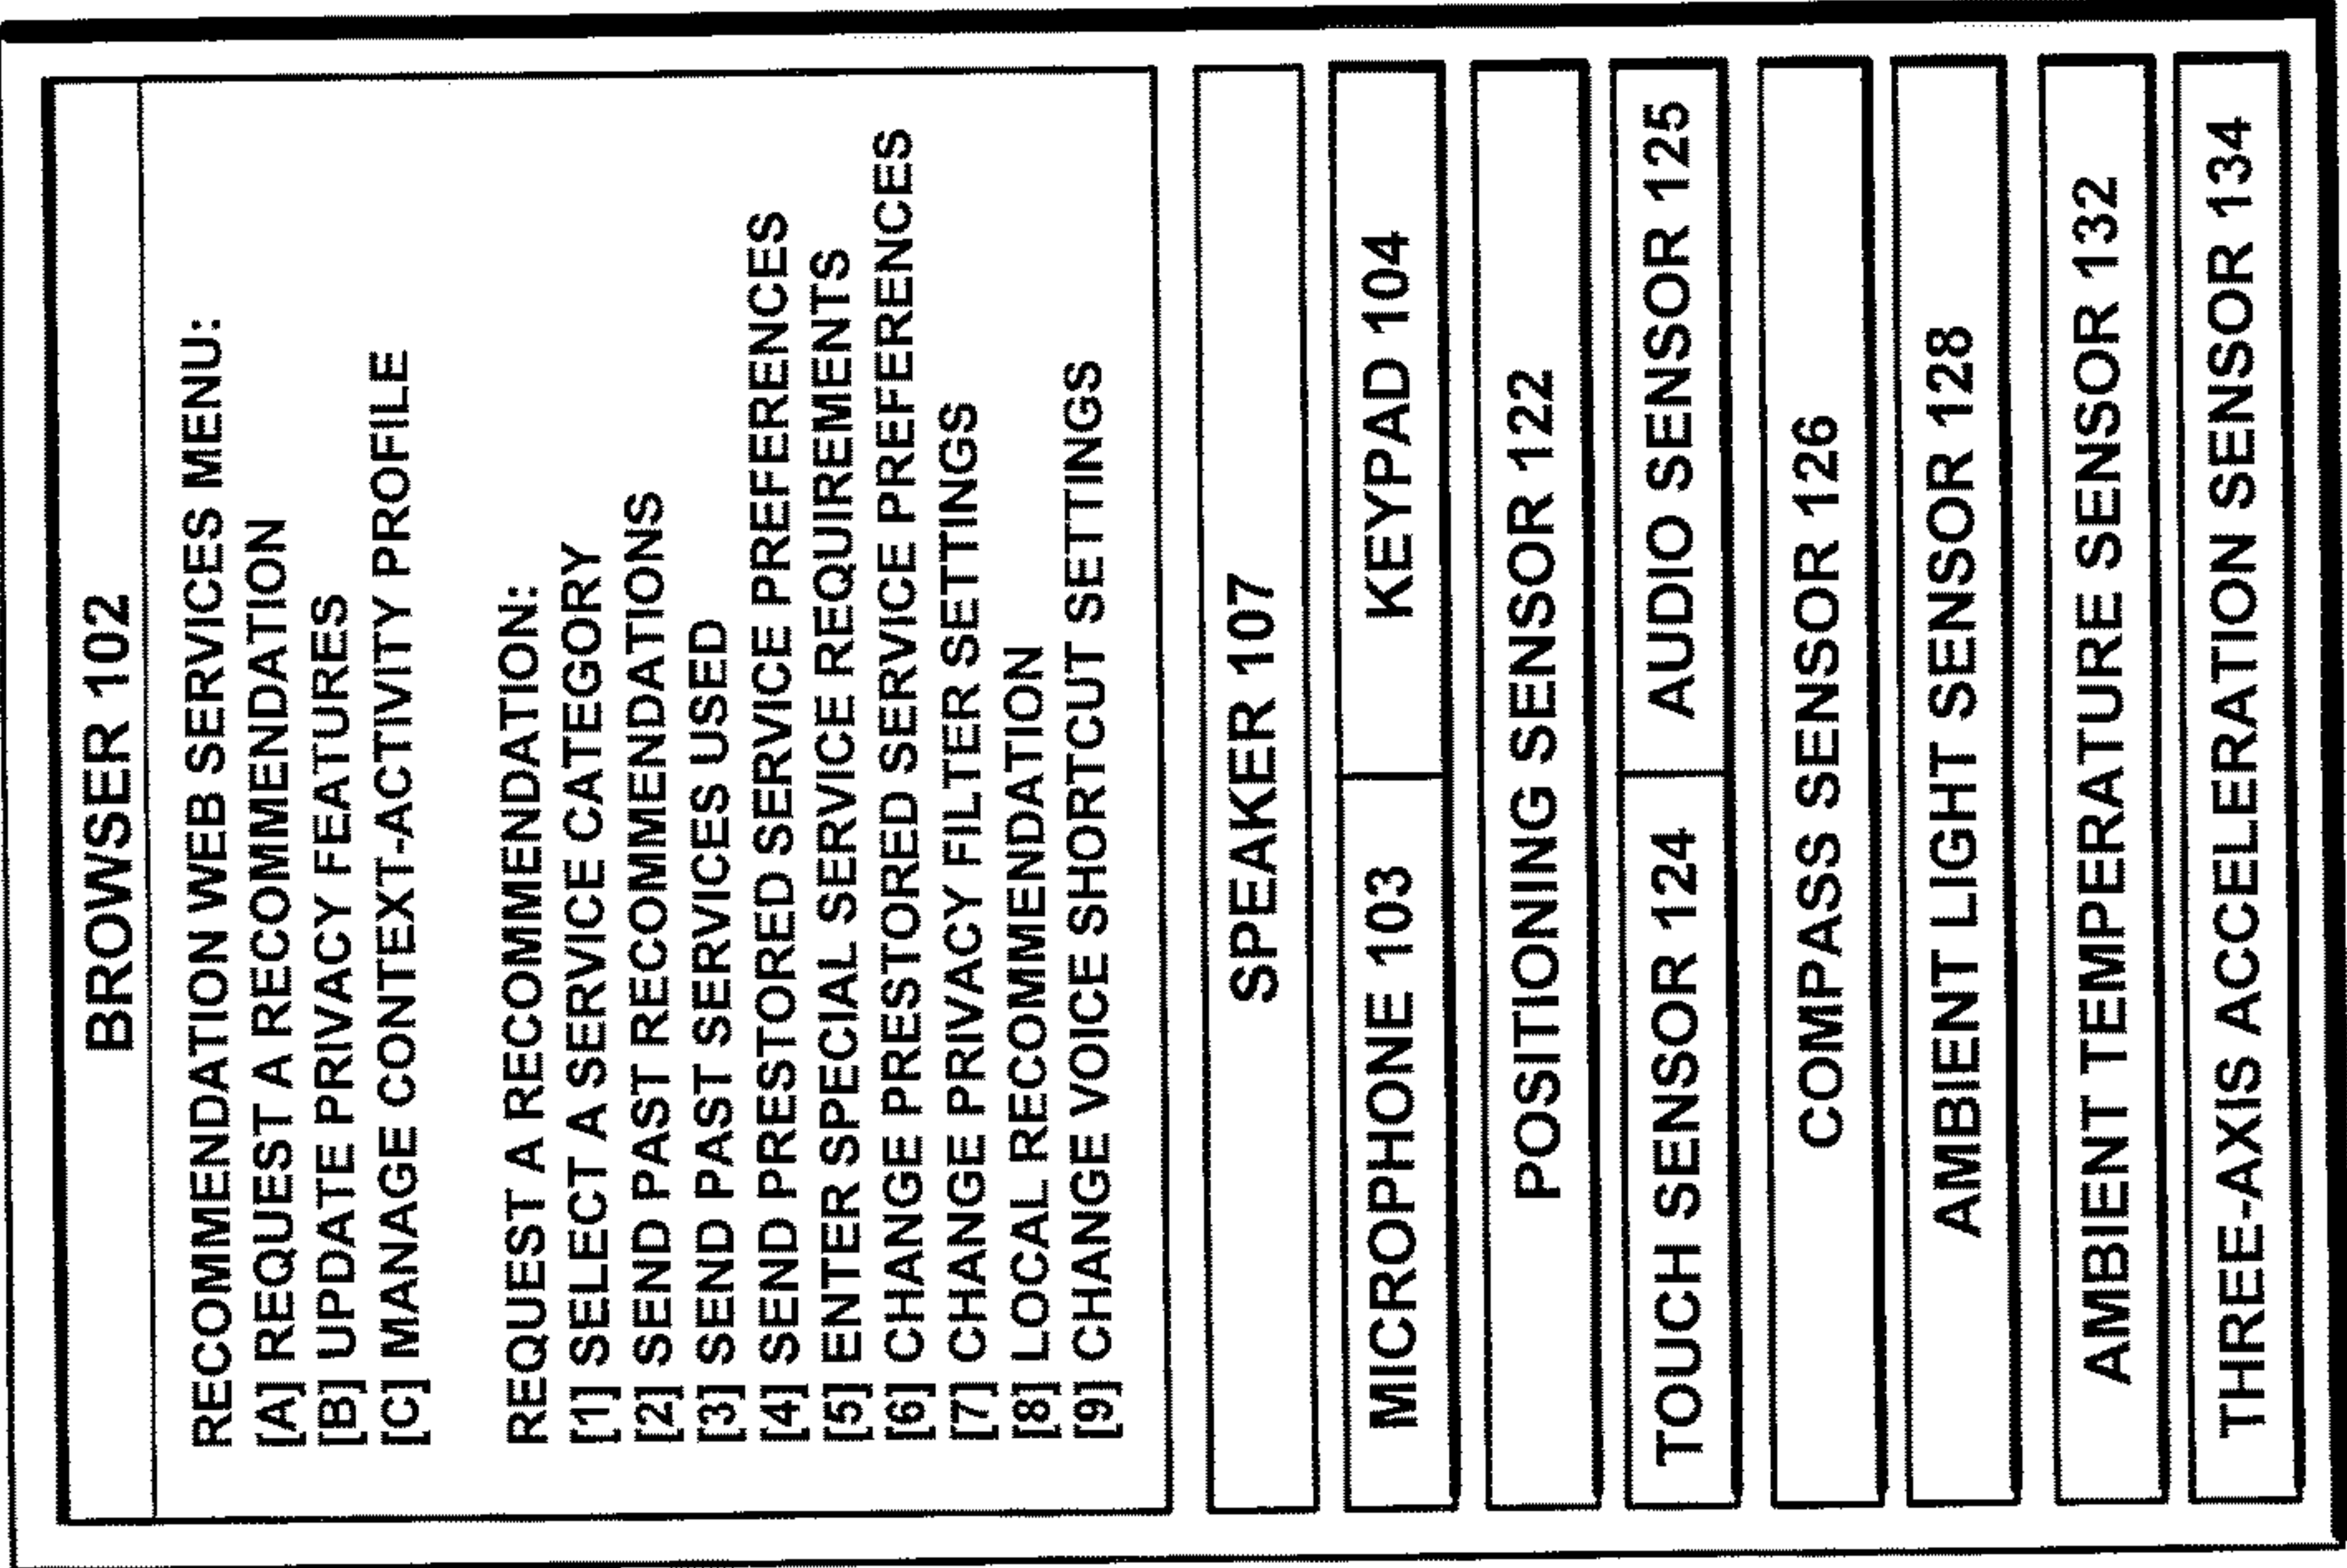 BROWSER 102
RECOMMENDATION WEB SERVICES MENU:
[A] REQUEST A RECOMMENDATION
[B] UPDATE PRIVACY FEATURES
[C] MANAGE CONTEXT-ACTIVITY PROFILE
REQUEST A RECOMMENDATION:
[1] SELECT A SERVICE CATEGORY
[2] SEND PAST RECOMMENDATIONS
[3] SEND PAST SERVICES USED
[4] SEND PRESTORED SERVICE PREFERENCES
[5] ENTER SPECIAL SERVICE REQUIREMENTS
[6] CHANGE PRESTORED SERVICE PREFERENCES
[7] CHANGE PRIVACY FILTER SETTINGS
[8] LOCAL RECOMMENDATION
[9] CHANGE VOICE SHORTCUT SETTINGS
SPEAKER 107
MICROPHONE 103
KEYPAD 104
POSITIONING SENSOR 122
TOUCH SENSOR 124
AUDIO SENSOR 125
COMPASS SENSOR 126
AMBIENT LIGHT SENSOR 128
AMBIENT TEMPERATURE SENSOR 132
THREE-AXIS ACCELERATION SENSOR 134